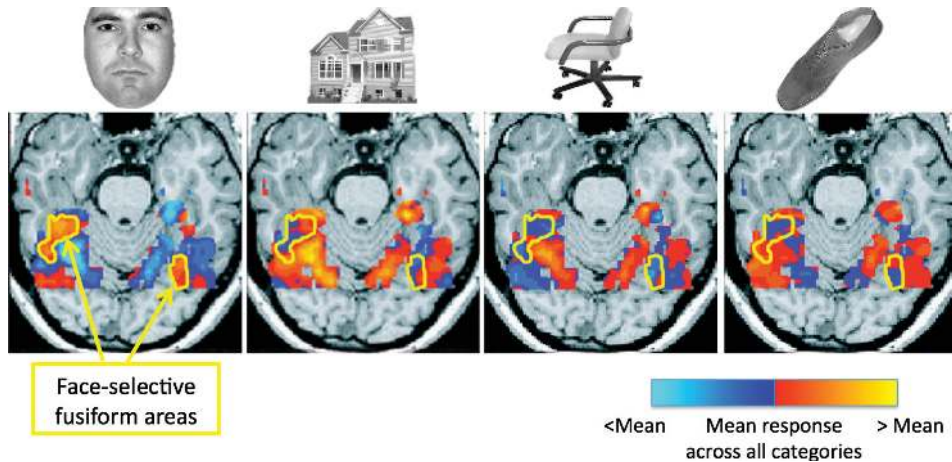 Face-selective
fusiform areas
<Mean
Mean response
across all categories
> Mean